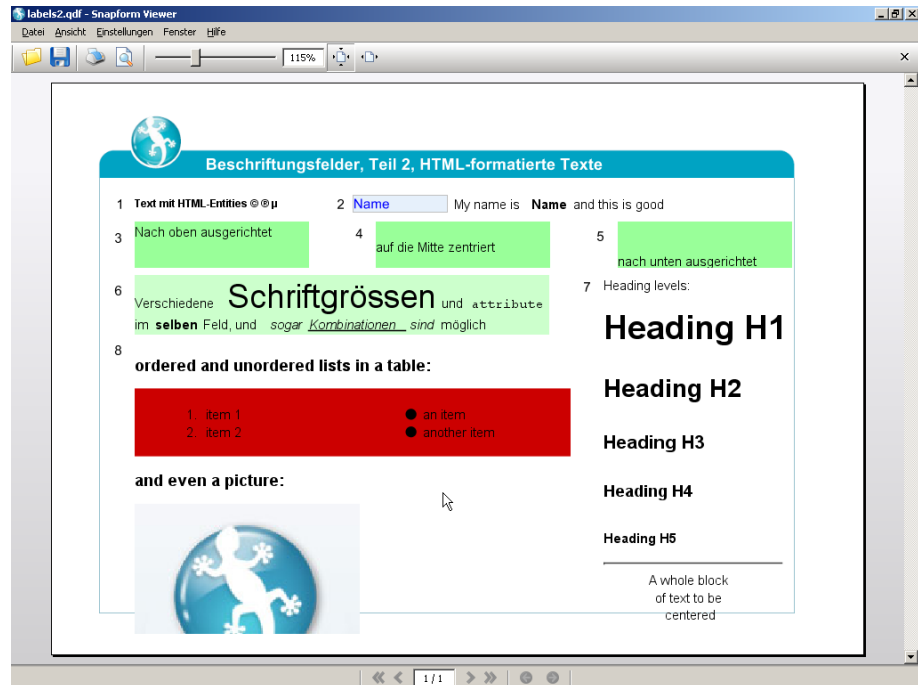 labels2.qdf - Snapform Viewer
Datei Ansicht Einstellungen Fenster Hilfe
115%
Beschriftungsfelder, Teil 2, HTML-formatierte Texte
1 Text mit HTML-Entities © ® µ
2 Name My name is Name and this is good
3 Nach oben ausgerichtet
4 auf die Mitte zentriert
5 nach unten ausgerichtet
6 Verschiedene Schriftgrössen und attribute
im selben Feld, und sogar Kombinationen sind möglich
7 Heading levels:
Heading H1
Heading H2
Heading H3
Heading H4
Heading H5
A whole block
of text to be
centered
8 ordered and unordered lists in a table:
1. item 1
2. item 2
● an item
● another item
and even a picture:
1/1